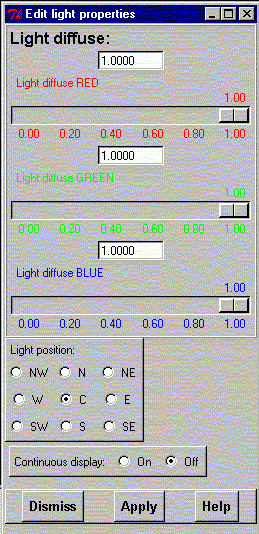 Edit light properties
Light diffuse:
1.0000
Light diffuse RED
1.00
0.00 0.20 0.40 0.60 0.80 1.00
1.0000
Light diffuse GREEN
1.00
0.00 0.20 0.40 0.60 0.80 1.00
1.0000
Light diffuse BLUE
1.00
0.00 0.20 0.40 0.60 0.80 1.00
Light position:
NW N NE
W C E
SW S SE
Continuous display: On Off
Dismiss Apply Help